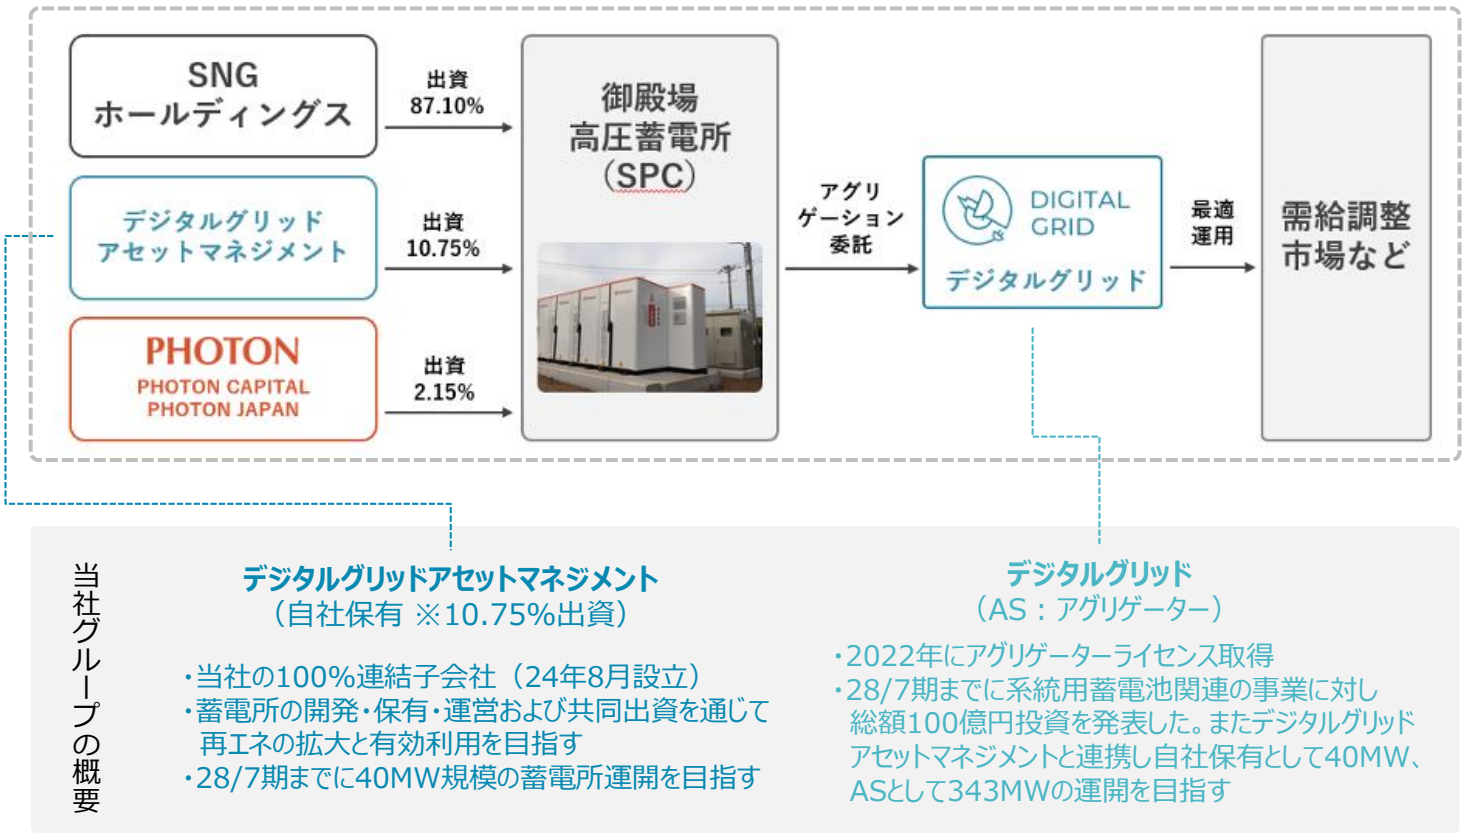 SNG
ホールディングス
出資
87.10%
デジタルグリッド
アセットマネジメント
出資
10.75%
PHOTON
PHOTON CAPITAL
PHOTON JAPAN
出資
2.15%
御殿場
高圧蓄電所
（SPC）
アグリ
ゲーション
委託
DIGITAL
GRID
デジタルグリッド
最適
運用
需給調整
市場など
当社グループの概要
デジタルグリッドアセットマネジメント
（自社保有 ※10.75%出資）
・当社の100%連結子会社（24年8月設立）
・蓄電所の開発・保有・運営および共同出資を通じて
再エネの拡大と有効利用を目指す
・28/7期までに40MW規模の蓄電所運開を目指す
デジタルグリッド
（AS：アグリゲーター）
・2022年にアグリゲーターライセンス取得
・28/7期までに系統用蓄電池関連の事業に対し
総額100億円投資を発表した。またデジタルグリッド
アセットマネジメントと連携し自社保有として40MW、
ASとして343MWの運開を目指す